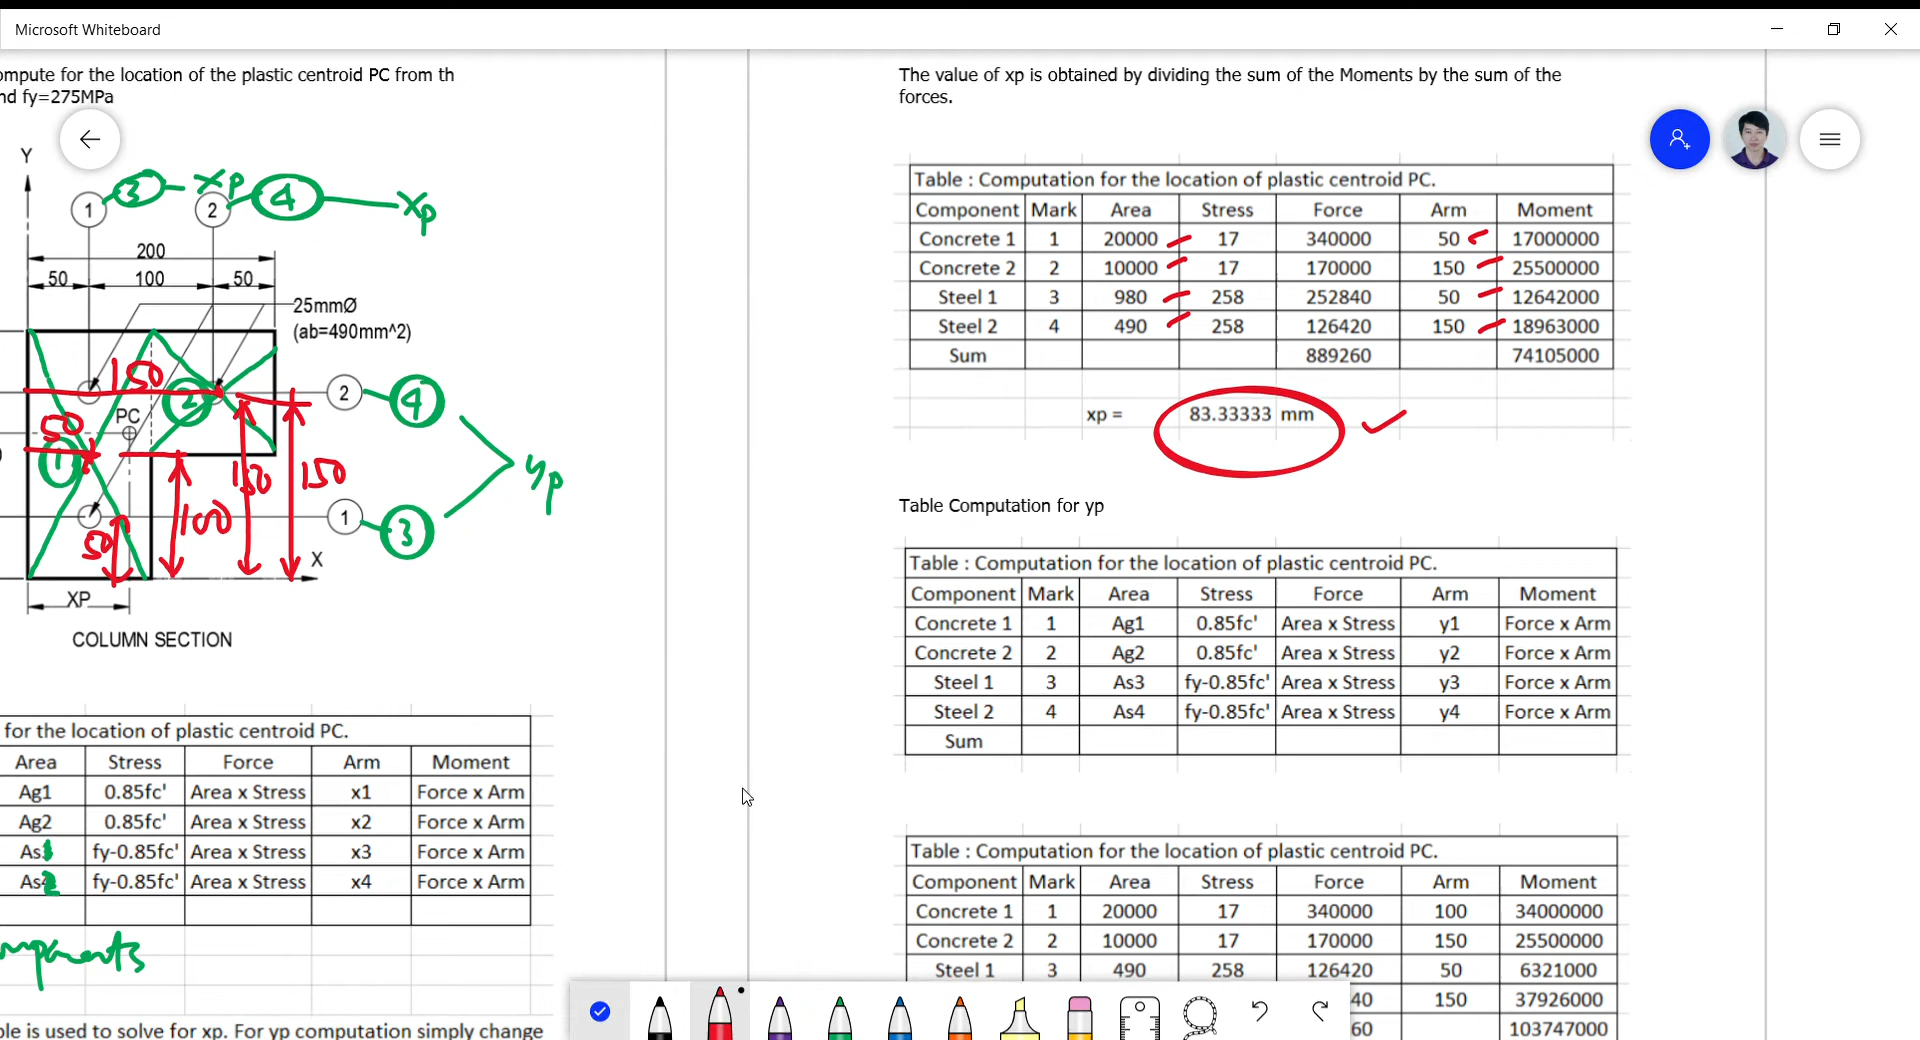 Microsoft Whiteboard
ompute for the location of the plastic centroid PC from th
nd fy=275MPa
Y
3 xp 4 xp
1 2
200
50 100 50
25mmØ
(ab=490mm^2)
150
2 2 4
50 PC
1 150 150 yp
100
50 1 3
X
XP
COLUMN SECTION
for the location of plastic centroid PC.
Area Stress Force Arm Moment
Ag1 0.85fc' Area x Stress x1 Force x Arm
Ag2 0.85fc' Area x Stress x2 Force x Arm
As1 fy-0.85fc' Area x Stress x3 Force x Arm
As2 fy-0.85fc' Area x Stress x4 Force x Arm
mponents
ble is used to solve for xp. For yp computation simply change
The value of xp is obtained by dividing the sum of the Moments by the sum of the
forces.
Table : Computation for the location of plastic centroid PC.
Component Mark Area Stress Force Arm Moment
Concrete 1 1 20000 17 340000 50 17000000
Concrete 2 2 10000 17 170000 150 25500000
Steel 1 3 980 258 252840 50 12642000
Steel 2 4 490 258 126420 150 18963000
Sum 889260 74105000
xp = 83.33333 mm
Table Computation for yp
Table : Computation for the location of plastic centroid PC.
Component Mark Area Stress Force Arm Moment
Concrete 1 1 Ag1 0.85fc' Area x Stress y1 Force x Arm
Concrete 2 2 Ag2 0.85fc' Area x Stress y2 Force x Arm
Steel 1 3 As3 fy-0.85fc' Area x Stress y3 Force x Arm
Steel 2 4 As4 fy-0.85fc' Area x Stress y4 Force x Arm
Sum
Table : Computation for the location of plastic centroid PC.
Component Mark Area Stress Force Arm Moment
Concrete 1 1 20000 17 340000 100 34000000
Concrete 2 2 10000 17 170000 150 25500000
Steel 1 3 490 258 126420 50 6321000
40 150 37926000
60 103747000